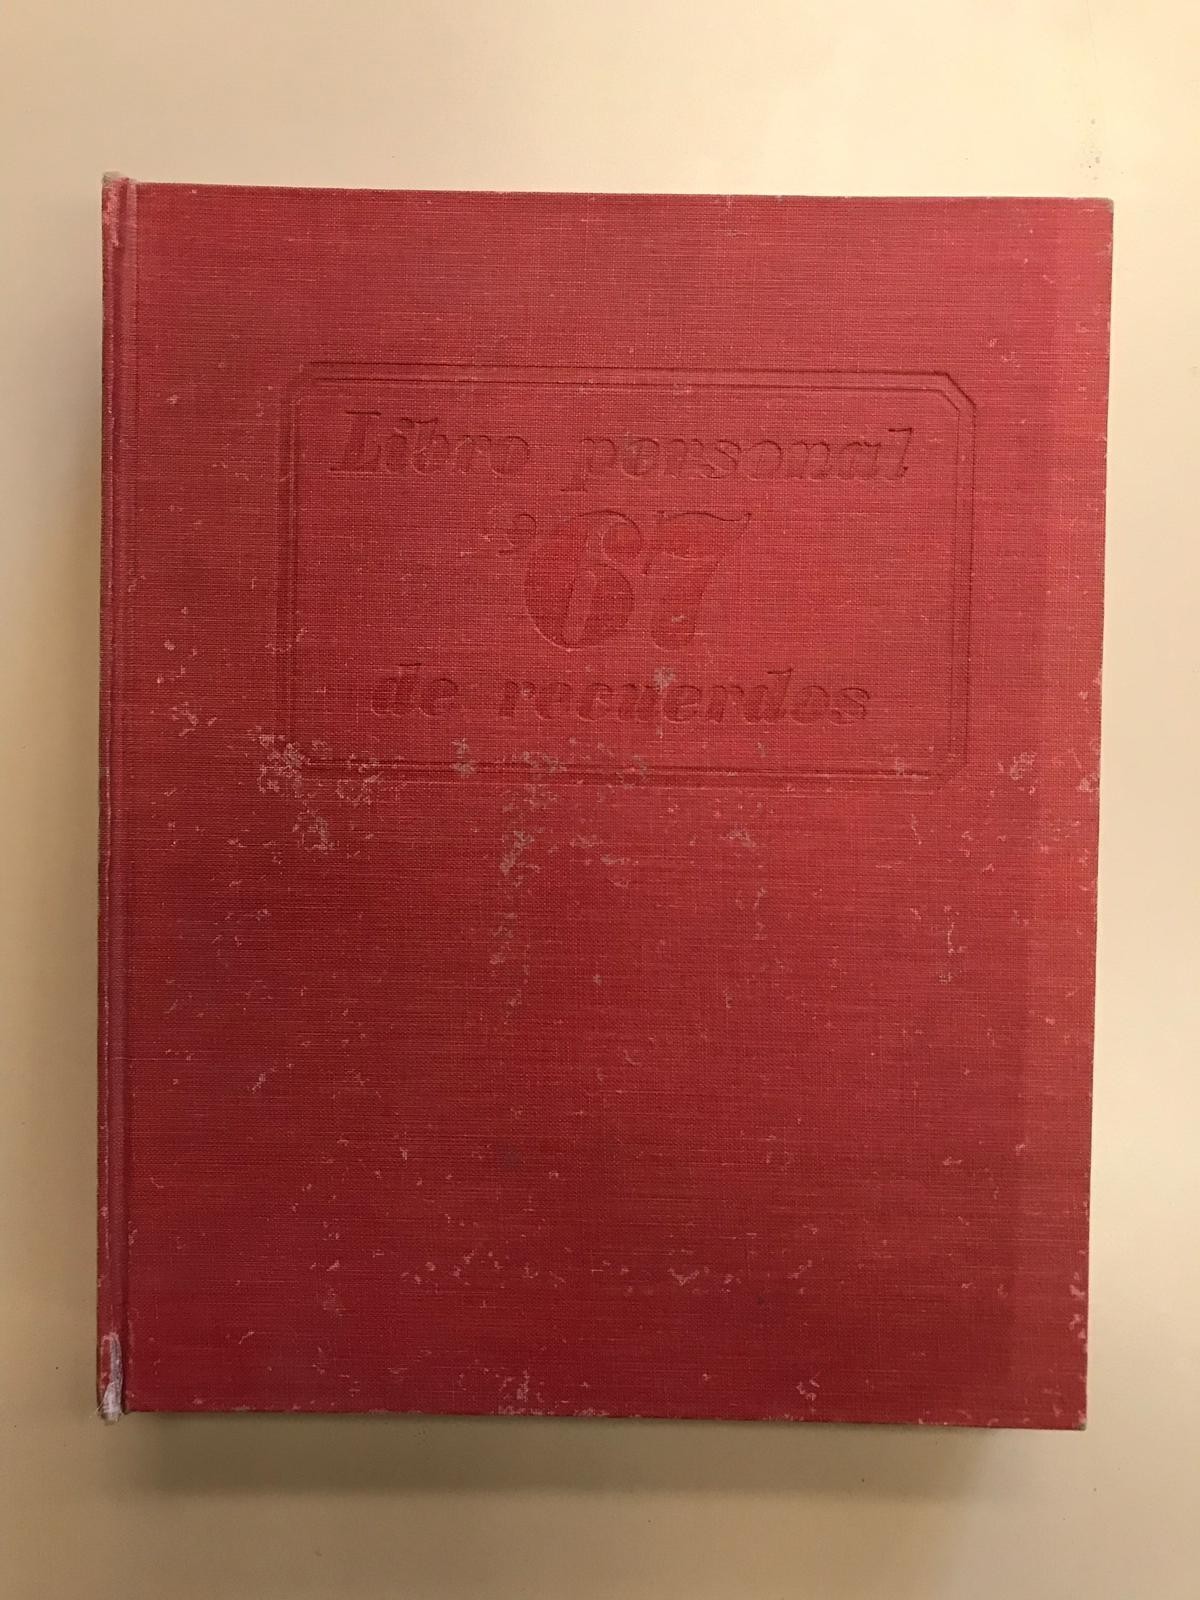 Libro personal
'67
de recuerdos